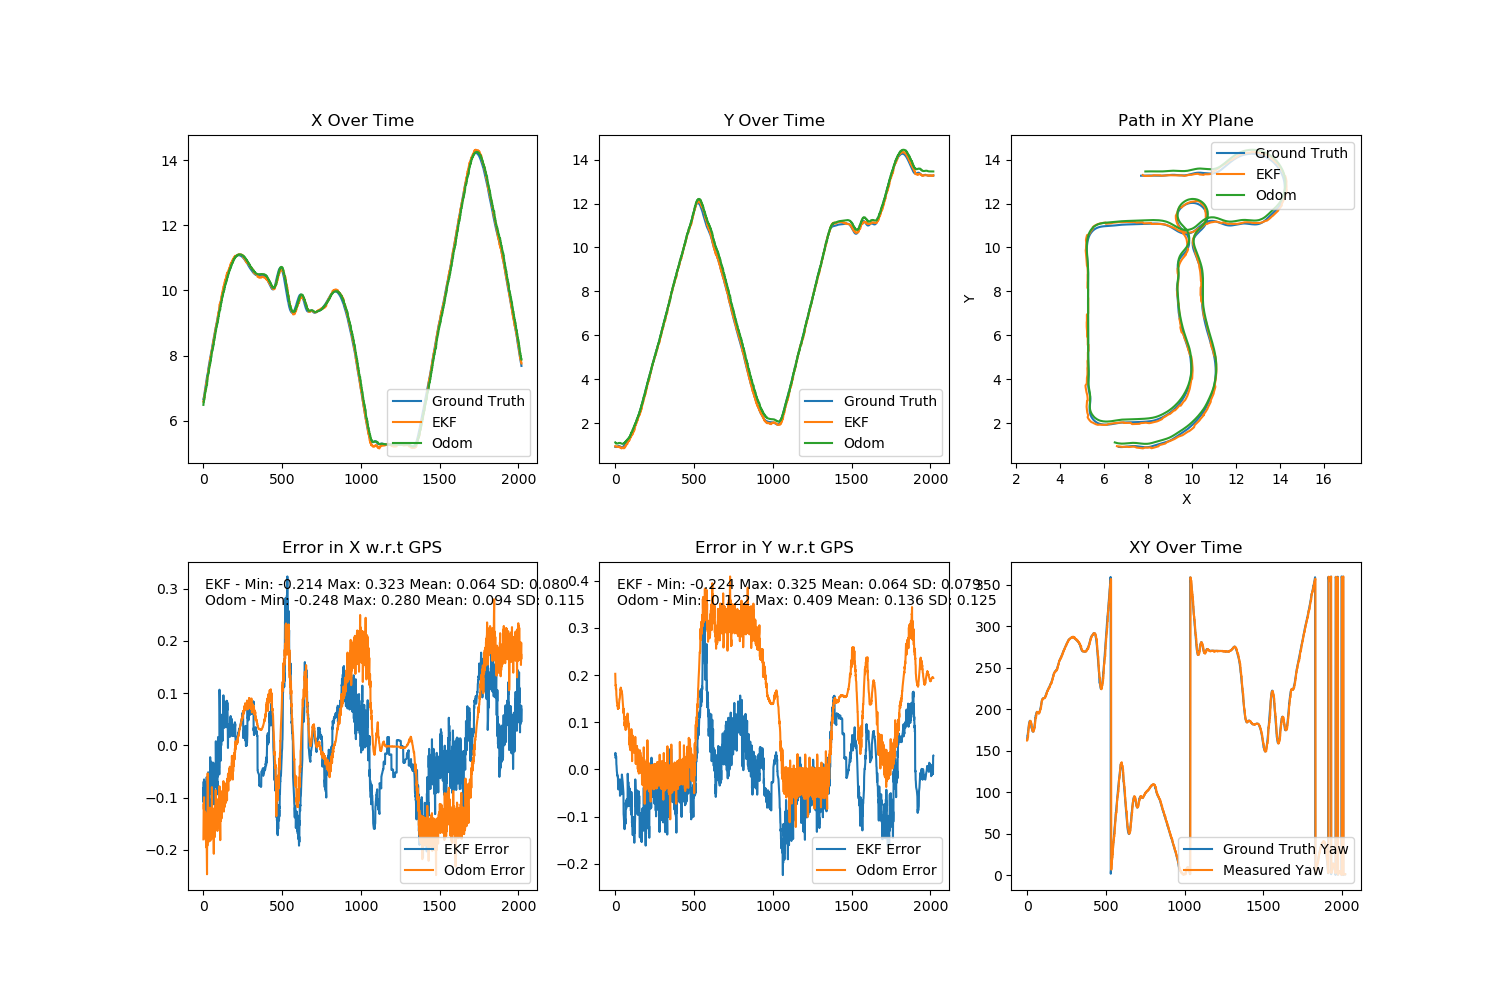 X Over Time
14
12
10
8
6
0 500 1000 1500 2000
Ground Truth
EKF
Odom
Y Over Time
14
12
10
8
6
4
2
0 500 1000 1500 2000
Ground Truth
EKF
Odom
Path in XY Plane
Y
14
12
10
8
6
4
2
2 4 6 8 10 12 14 16
X
Ground Truth
EKF
Odom
Error in X w.r.t GPS
EKF - Min: -0.214 Max: 0.323 Mean: 0.064 SD: 0.080
Odom - Min: -0.248 Max: 0.280 Mean: 0.094 SD: 0.115
0.3
0.2
0.1
0.0
−0.1
−0.2
0 500 1000 1500 2000
EKF Error
Odom Error
Error in Y w.r.t GPS
EKF - Min: -0.224 Max: 0.325 Mean: 0.064 SD: 0.079
Odom - Min: -0.122 Max: 0.409 Mean: 0.136 SD: 0.125
0.4
0.3
0.2
0.1
0.0
−0.1
−0.2
0 500 1000 1500 2000
EKF Error
Odom Error
XY Over Time
350
300
250
200
150
100
50
0
0 500 1000 1500 2000
Ground Truth Yaw
Measured Yaw